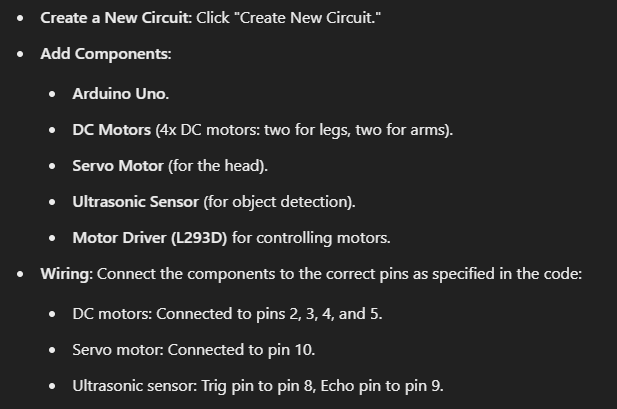 Create a New Circuit: Click "Create New Circuit."
Add Components:
Arduino Uno.
DC Motors (4x DC motors: two for legs, two for arms).
Servo Motor (for the head).
Ultrasonic Sensor (for object detection).
Motor Driver (L293D) for controlling motors.
Wiring: Connect the components to the correct pins as specified in the code:
DC motors: Connected to pins 2, 3, 4, and 5.
Servo motor: Connected to pin 10.
Ultrasonic sensor: Trig pin to pin 8, Echo pin to pin 9.